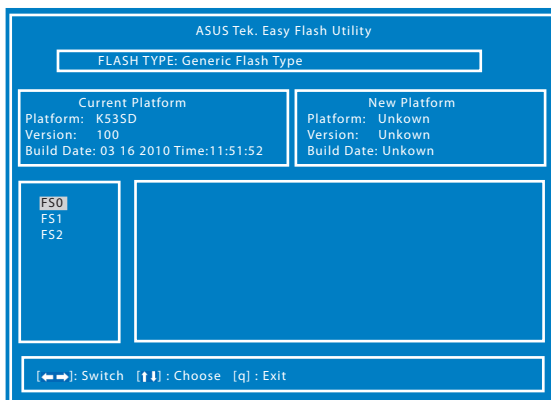 ASUS Tek. Easy Flash Utility
FLASH TYPE: Generic Flash Type
Current Platform
Platform: K53SD
Version: 100
Build Date: 03 16 2010 Time:11:51:52
New Platform
Platform: Unkown
Version: Unkown
Build Date: Unkown
FS0
FS1
FS2
[←→]: Switch [↑↓] : Choose [q] : Exit